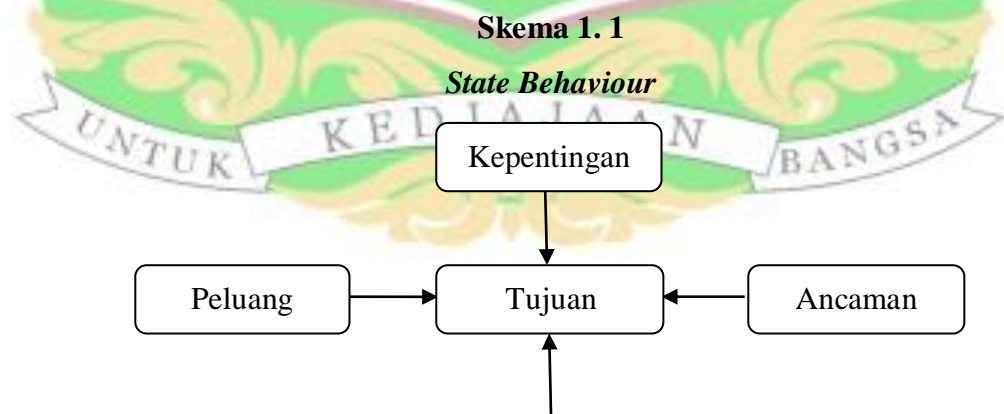 Skema 1. 1
State Behaviour
UNTUK KEDJAJAAN BANGSA
Kepentingan
Peluang Tujuan Ancaman